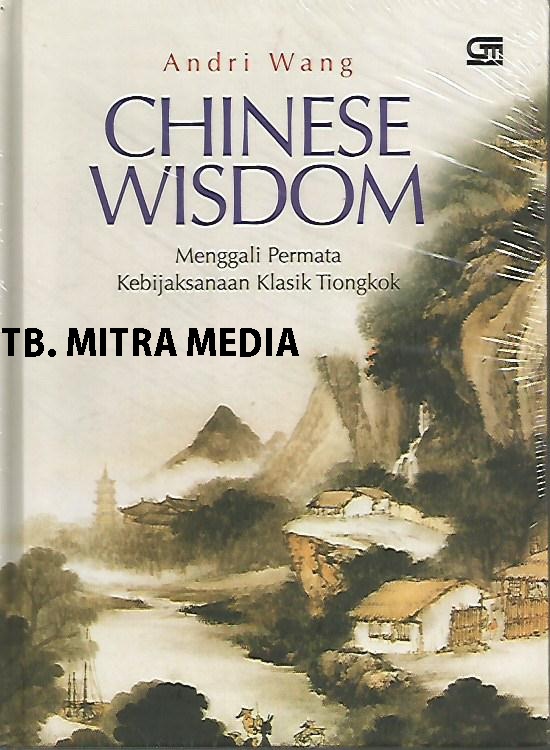 Andri Wang
CHINESE
WISDOM
Menggali Permata
Kebijaksanaan Klasik Tiongkok
TB. MITRA MEDIA